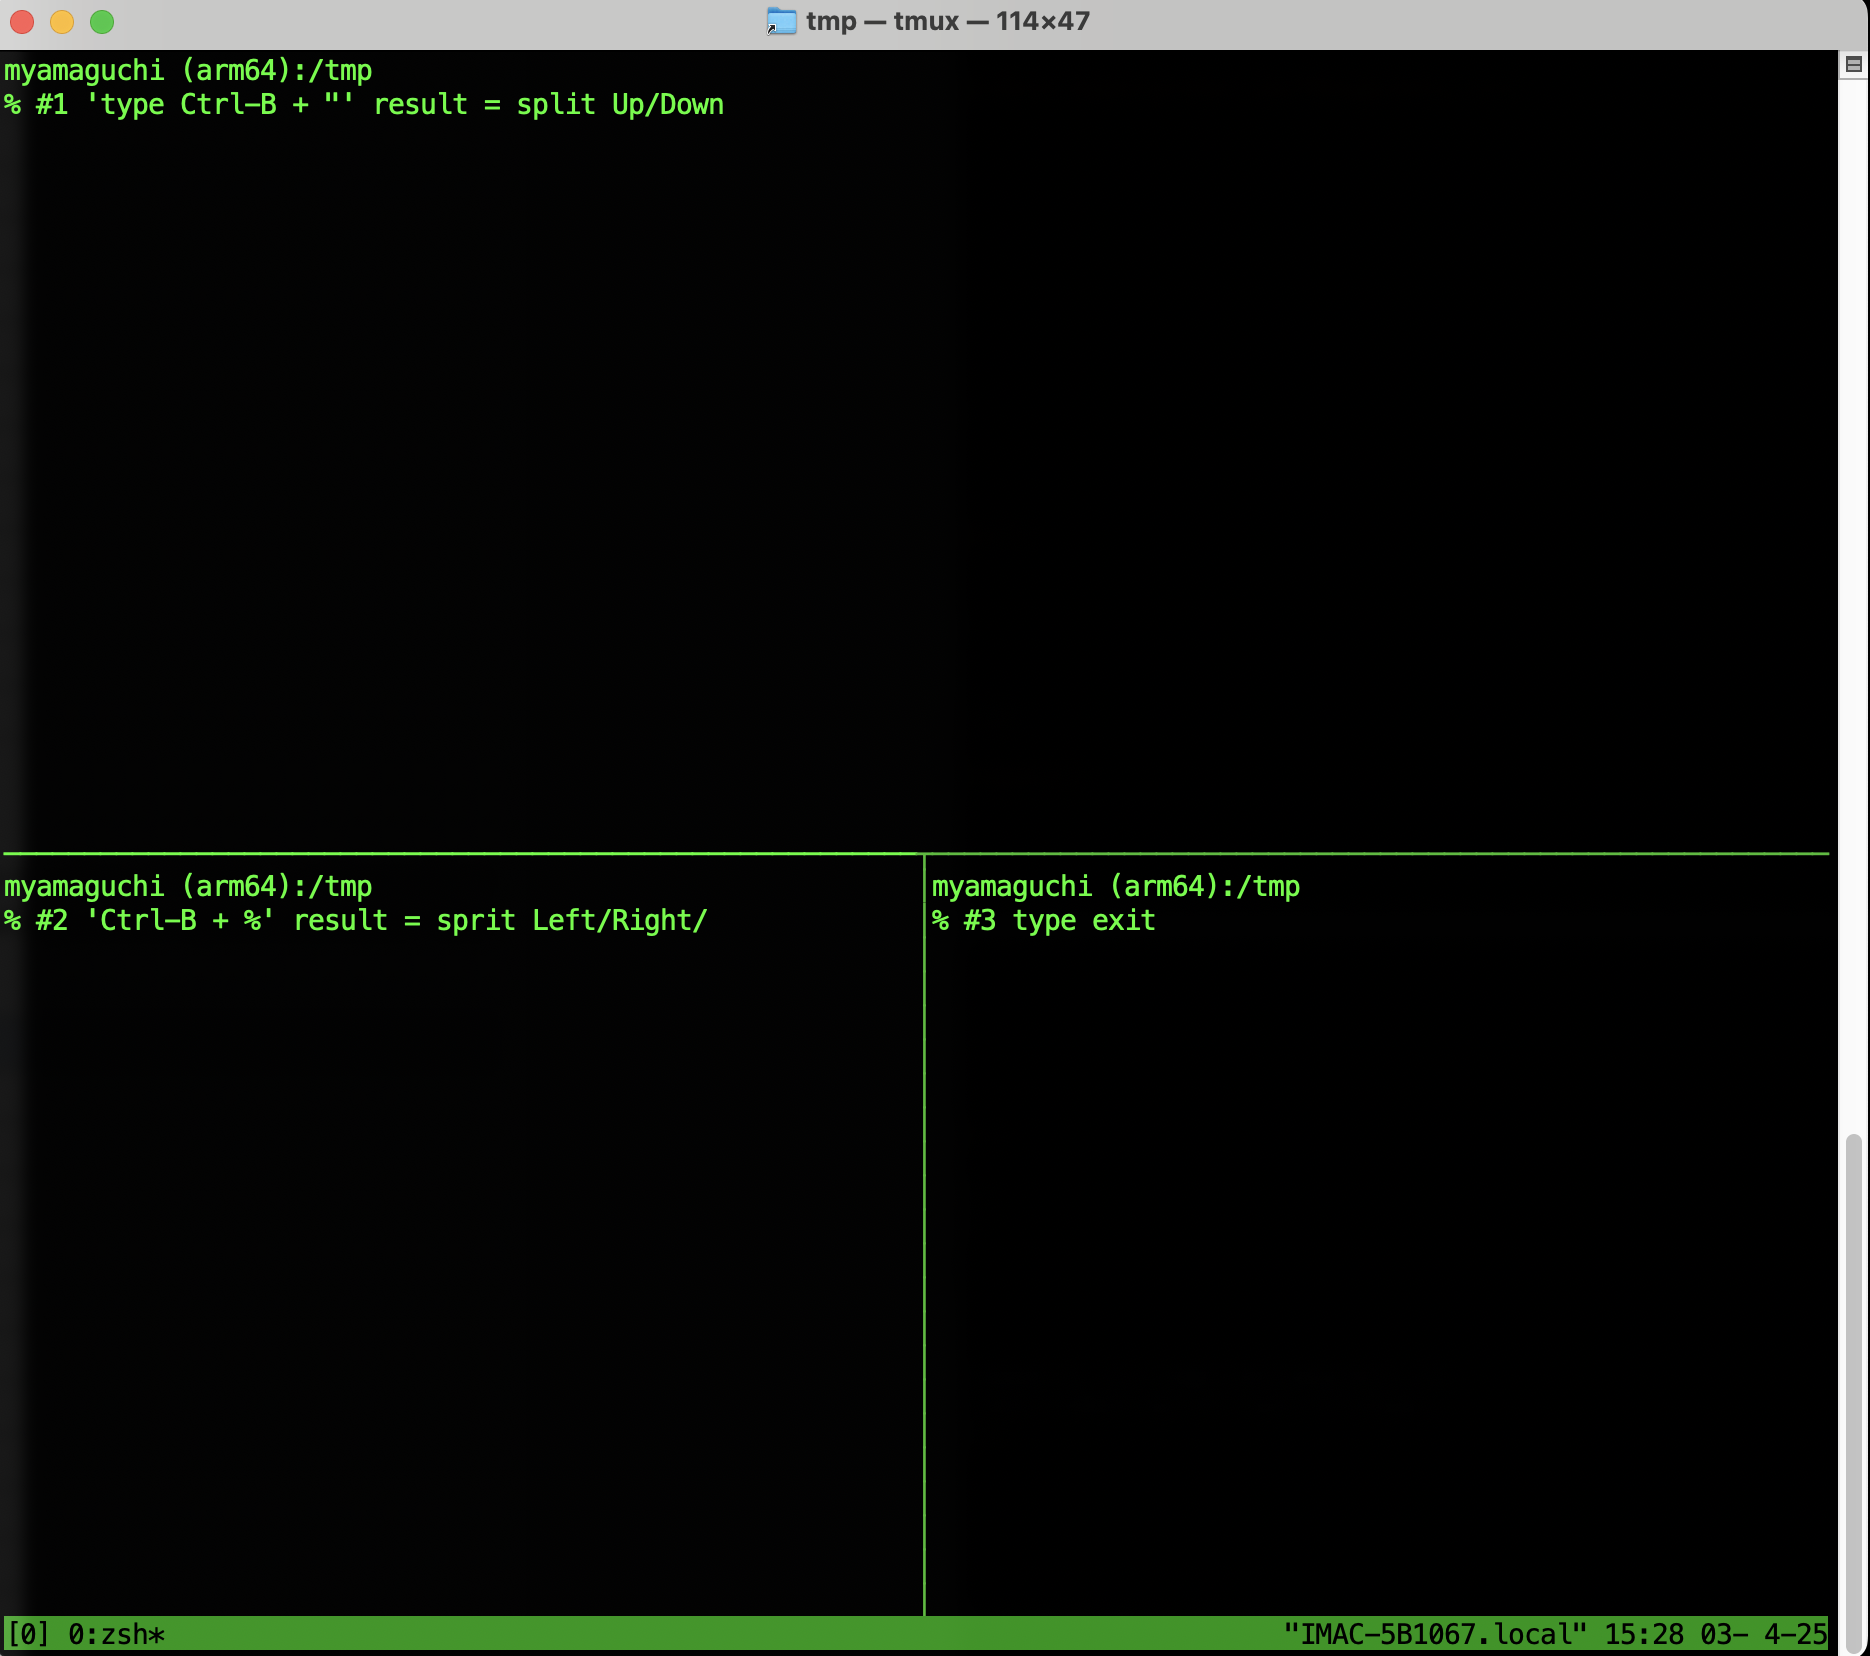 tmp — tmux — 114×47
myamaguchi (arm64):/tmp
% #1 'type Ctrl-B + "' result = split Up/Down
myamaguchi (arm64):/tmp
% #2 'Ctrl-B + %' result = sprit Left/Right/
myamaguchi (arm64):/tmp
% #3 type exit
[0] 0:zsh* "IMAC-5B1067.local" 15:28 03- 4-25